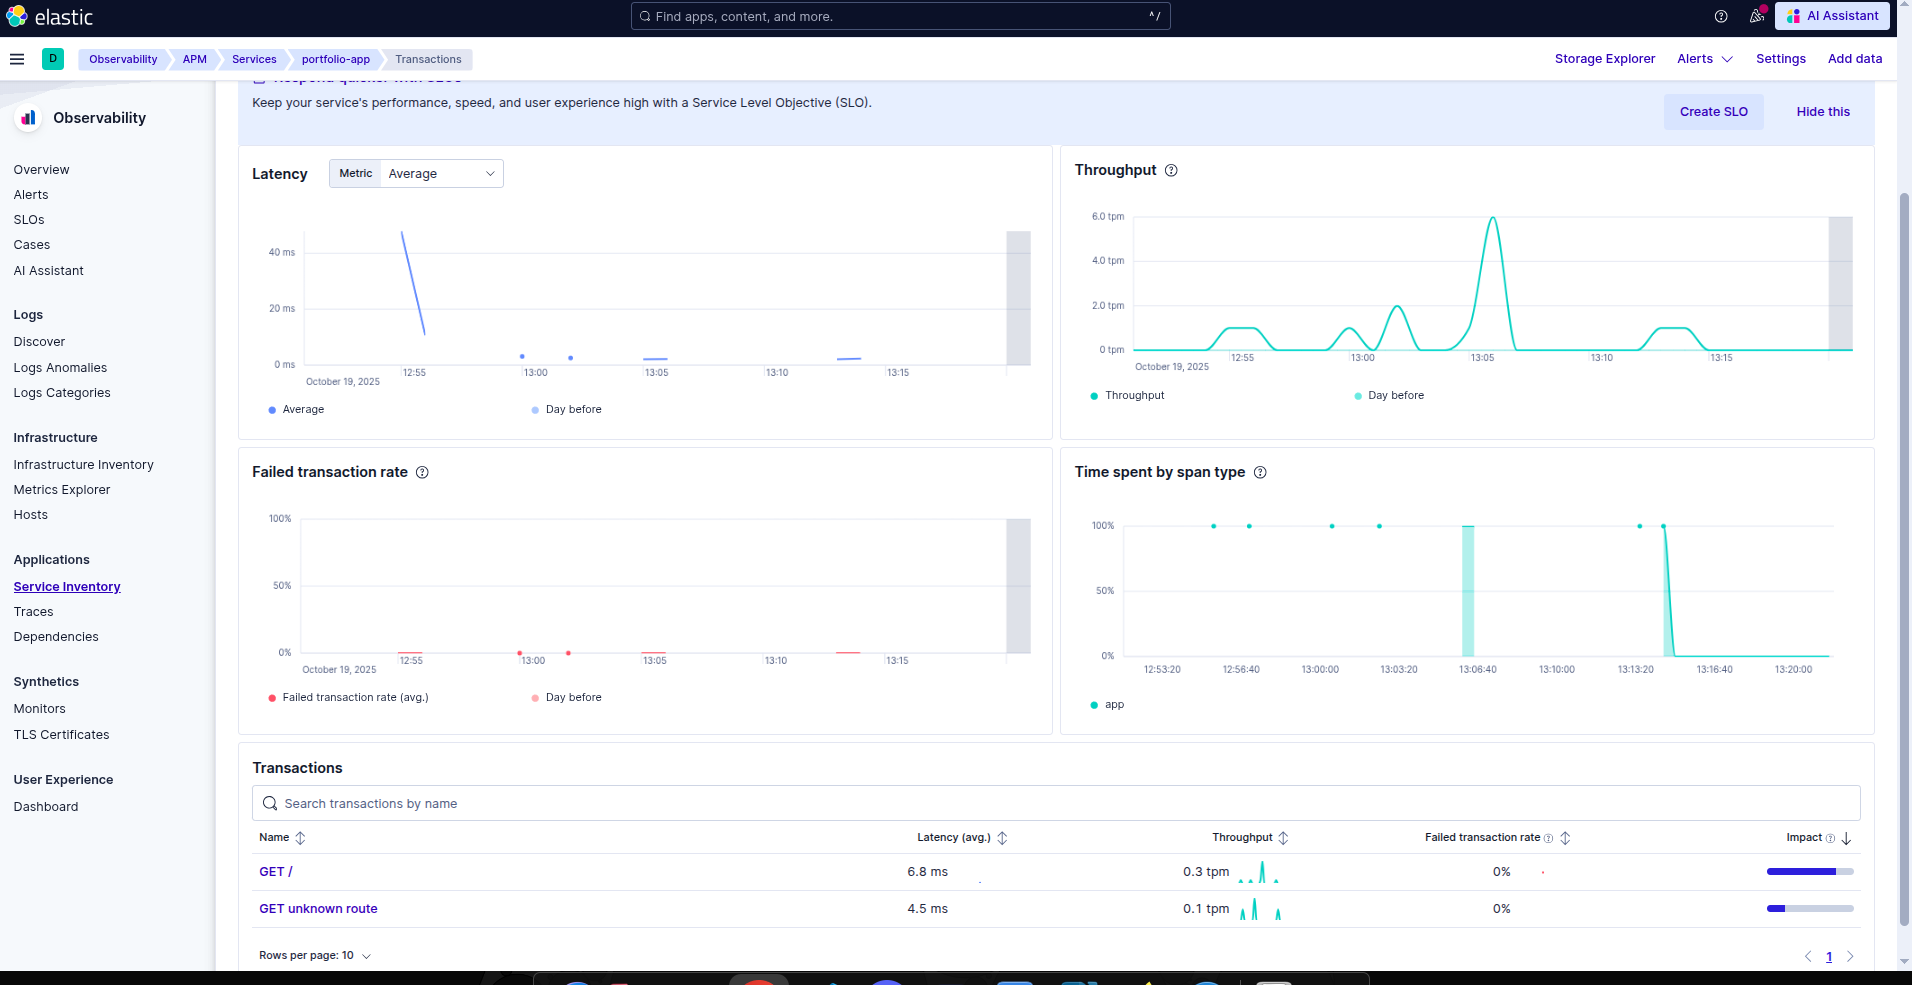 elastic
Find apps, content, and more.
^/
AI Assistant
D
Observability
APM
Services
portfolio-app
Transactions
Storage Explorer
Alerts
Settings
Add data
Observability
Overview
Alerts
SLOs
Cases
AI Assistant
Logs
Discover
Logs Anomalies
Logs Categories
Infrastructure
Infrastructure Inventory
Metrics Explorer
Hosts
Applications
Service Inventory
Traces
Dependencies
Synthetics
Monitors
TLS Certificates
User Experience
Dashboard
Respond quicker with SLOs
Keep your service's performance, speed, and user experience high with a Service Level Objective (SLO).
Create SLO
Hide this
Latency
Metric
Average
40 ms
20 ms
0 ms
12:55
13:00
13:05
13:10
13:15
October 19, 2025
Average
Day before
Throughput
6.0 tpm
4.0 tpm
2.0 tpm
0 tpm
12:55
13:00
13:05
13:10
13:15
October 19, 2025
Throughput
Day before
Failed transaction rate
100%
50%
0%
12:55
13:00
13:05
13:10
13:15
October 19, 2025
Failed transaction rate (avg.)
Day before
Time spent by span type
100%
50%
0%
12:53:20
12:56:40
13:00:00
13:03:20
13:06:40
13:10:00
13:13:20
13:16:40
13:20:00
app
Transactions
Search transactions by name
Name
Latency (avg.)
Throughput
Failed transaction rate
Impact
GET /
6.8 ms
0.3 tpm
0%
GET unknown route
4.5 ms
0.1 tpm
0%
Rows per page: 10
1